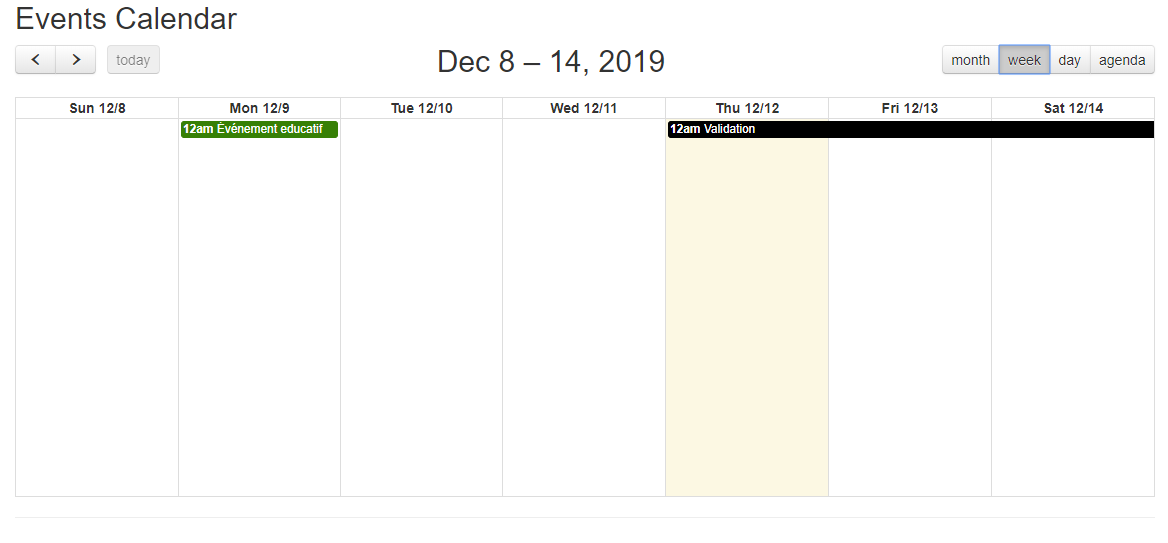 Events Calendar
today
Dec 8 – 14, 2019
month week day agenda
Sun 12/8 Mon 12/9 Tue 12/10 Wed 12/11 Thu 12/12 Fri 12/13 Sat 12/14
12am Événement educatif 12am Validation